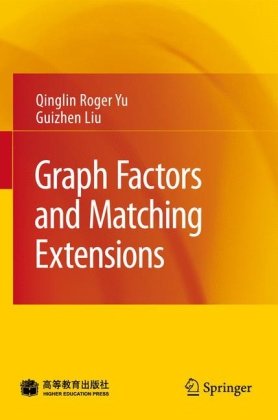 Qinglin Roger Yu
Guizhen Liu
Graph Factors
and Matching
Extensions
高等教育出版社
HIGHER EDUCATION PRESS
Springer